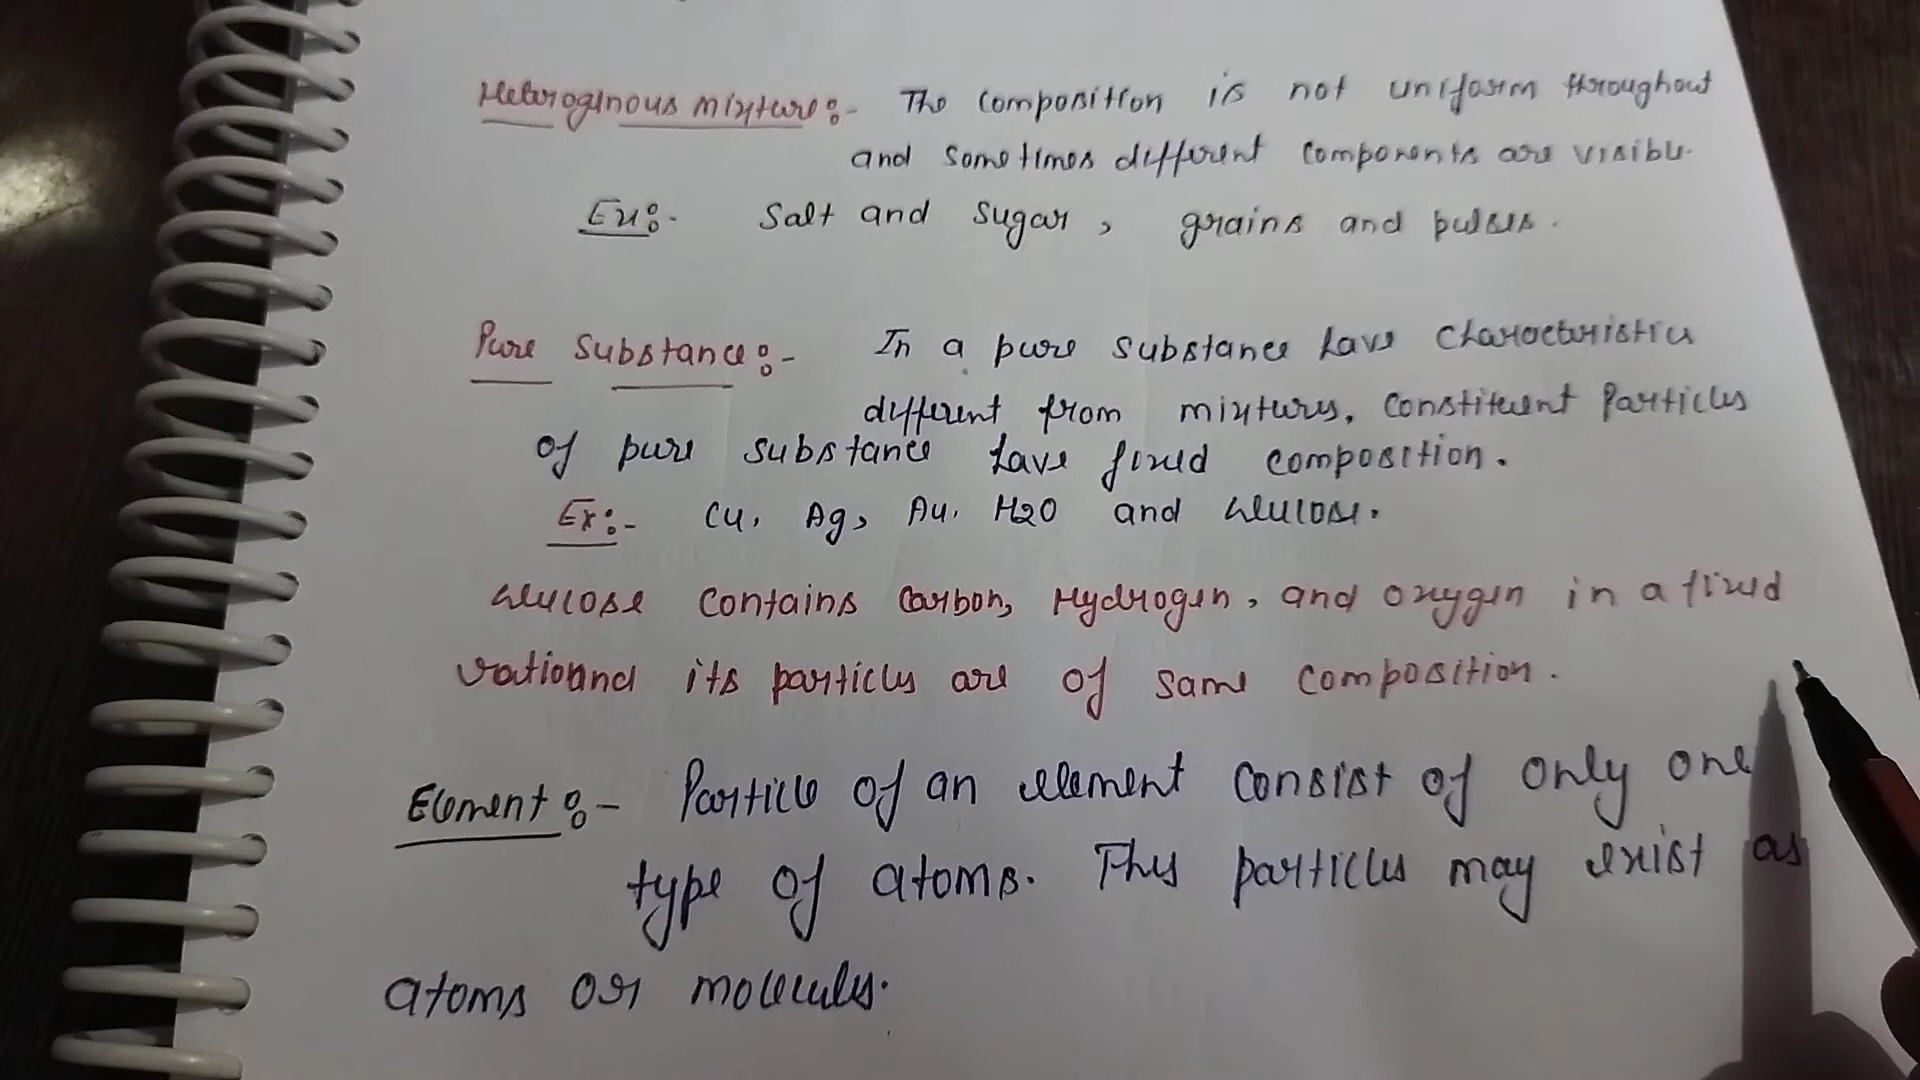 Heteroginous mixture:- The composition is not uniform throughout
and sometimes different components are visible.
Ex:- Salt and sugar, grains and pulses.
Pure Substance:- In a pure substance have characteristics
different from mixtures, constituent Particles
of pure substance have fixed composition.
Ex:- Cu, Ag, Au, H2O and Glucose.
Glucose contains carbon, Hydrogen, and oxygen in a fixed
ratioand its particles are of same composition.
Element:- Particle of an element consist of only one
type of atoms. This particles may exist as
atoms or molecules.